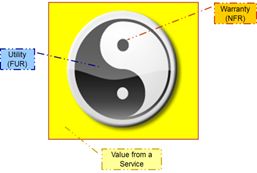 Warranty
(NFR)
Utility
(FUR)
Value from a
Service